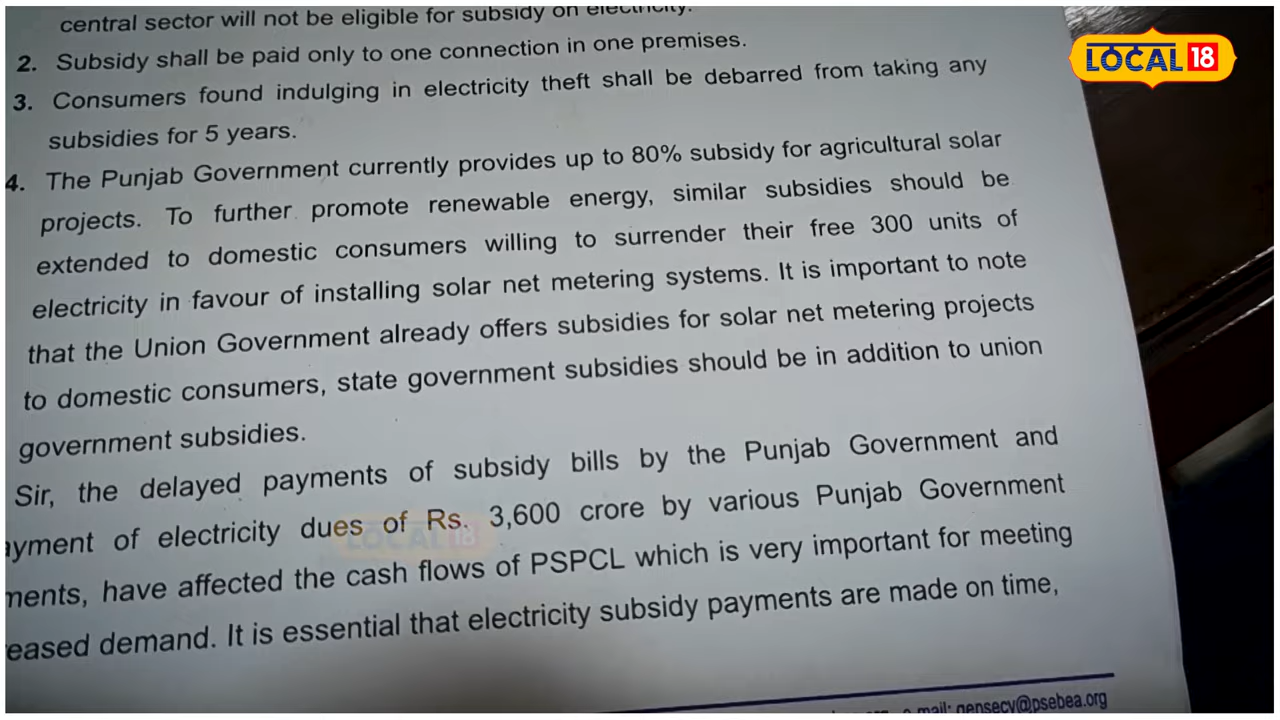 central sector will not be eligible for subsidy on electricity.
2. Subsidy shall be paid only to one connection in one premises.
3. Consumers found indulging in electricity theft shall be debarred from taking any
subsidies for 5 years.
4. The Punjab Government currently provides up to 80% subsidy for agricultural solar
projects. To further promote renewable energy, similar subsidies should be
extended to domestic consumers willing to surrender their free 300 units of
electricity in favour of installing solar net metering systems. It is important to note
that the Union Government already offers subsidies for solar net metering projects
to domestic consumers, state government subsidies should be in addition to union
government subsidies.
Sir, the delayed payments of subsidy bills by the Punjab Government and
ayment of electricity dues of Rs. 3,600 crore by various Punjab Government
ments, have affected the cash flows of PSPCL which is very important for meeting
eased demand. It is essential that electricity subsidy payments are made on time,
e mail: gensecy@psebea.org
LOCAL 18
LOCAL 18